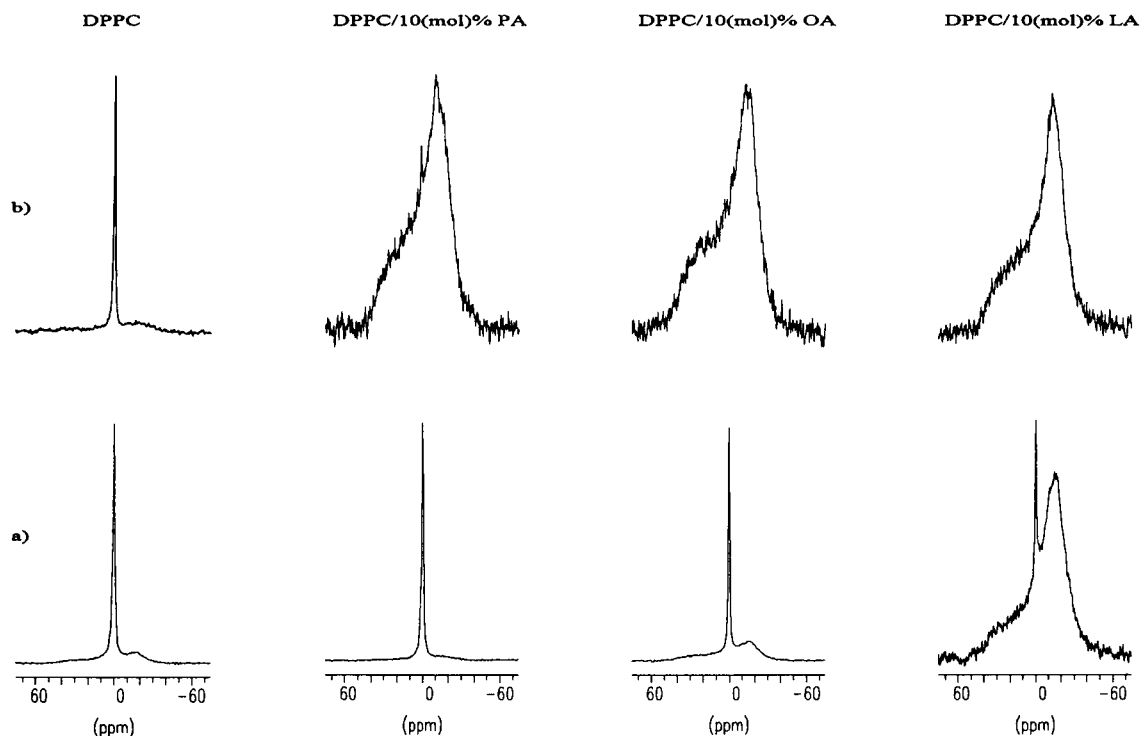 DPPC DPPC/10(mol)% PA DPPC/10(mol)% OA DPPC/10(mol)% LA
b)
a)
60 0 -60 60 0 -60 60 0 -60 60 0 -60
(ppm) (ppm) (ppm) (ppm)